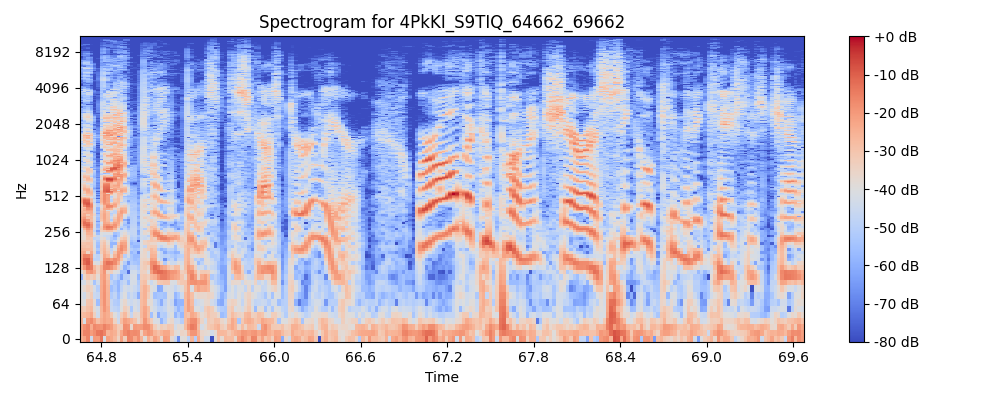 Spectrogram for 4PkKI_S9TIQ_64662_69662
Hz
8192
4096
2048
1024
512
256
128
64
0
64.8 65.4 66.0 66.6 67.2 67.8 68.4 69.0 69.6
Time
+0 dB
-10 dB
-20 dB
-30 dB
-40 dB
-50 dB
-60 dB
-70 dB
-80 dB